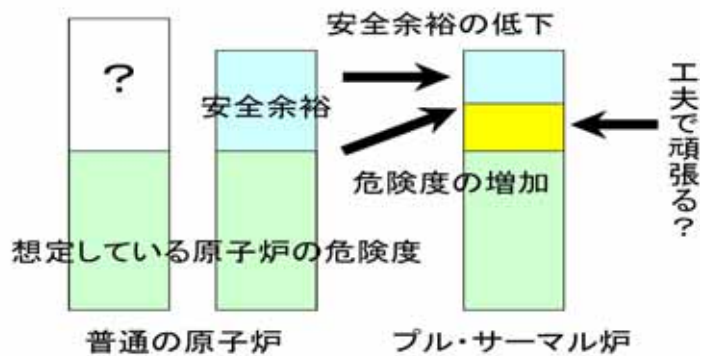 安全余裕の低下
?
安全余裕
危険度の増加
工夫で頑張る?
想定している原子炉の危険度
普通の原子炉
プル・サーマル炉